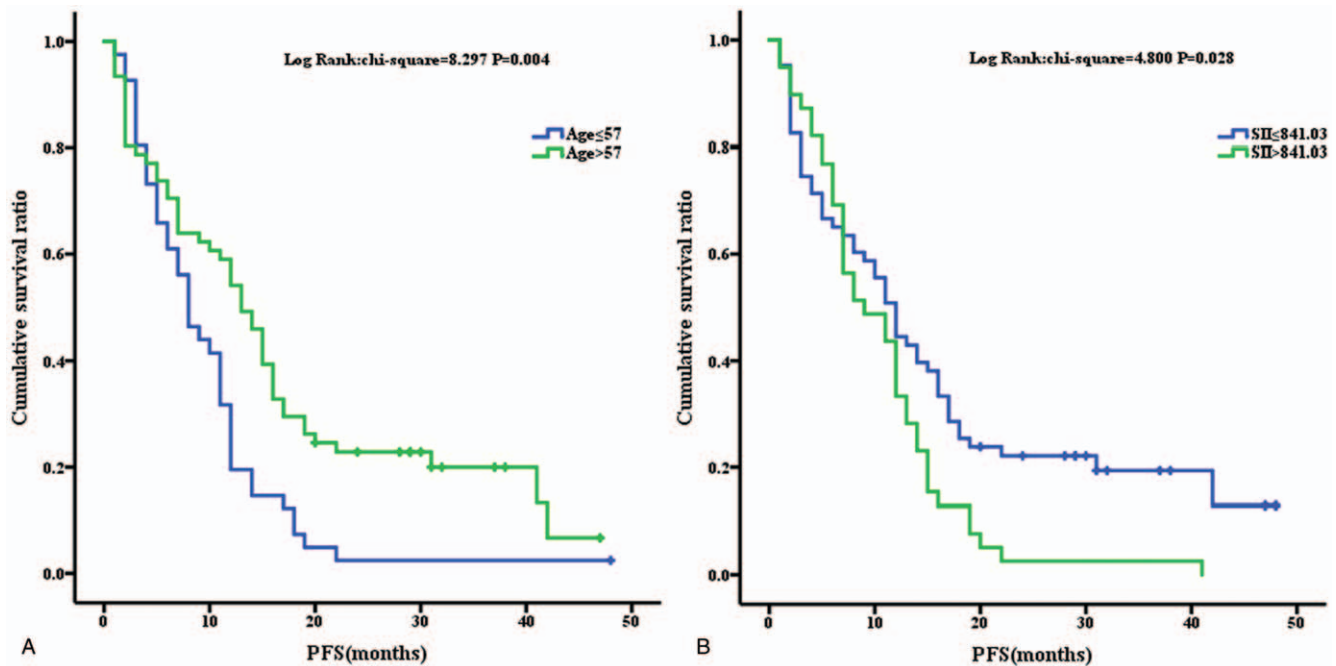 Log Rank:chi-square=8.297 P=0.004
Age≤57
Age>57
Cumulative survival ratio
1.0
0.8
0.6
0.4
0.2
0.0
0
10
20
30
40
50
PFS(months)
A
Log Rank:chi-square=4.800 P=0.028
SII≤841.03
SII>841.03
Cumulative survival ratio
1.0
0.8
0.6
0.4
0.2
0.0
0
10
20
30
40
50
PFS(months)
B